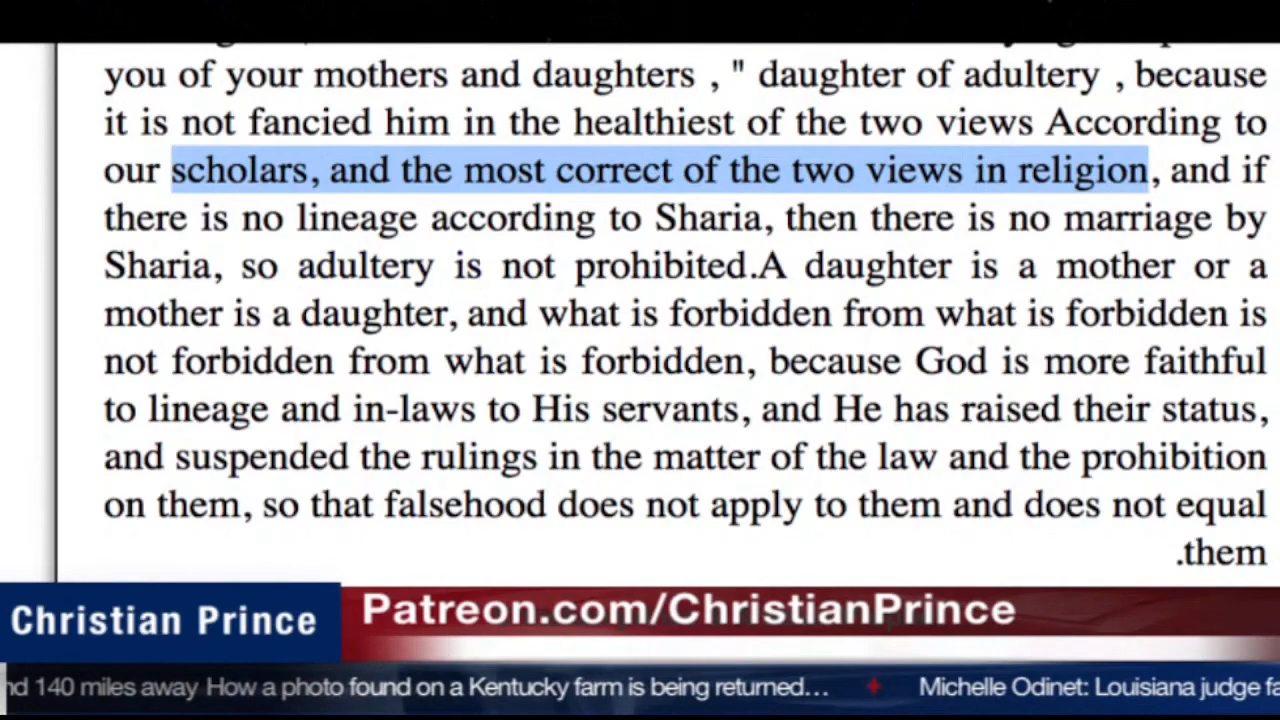 you of your mothers and daughters , " daughter of adultery , because
it is not fancied him in the healthiest of the two views According to
our scholars, and the most correct of the two views in religion, and if
there is no lineage according to Sharia, then there is no marriage by
Sharia, so adultery is not prohibited.A daughter is a mother or a
mother is a daughter, and what is forbidden from what is forbidden is
not forbidden from what is forbidden, because God is more faithful
to lineage and in-laws to His servants, and He has raised their status,
and suspended the rulings in the matter of the law and the prohibition
on them, so that falsehood does not apply to them and does not equal
.them
Christian Prince
Patreon.com/ChristianPrince
140 miles away How a photo found on a Kentucky farm is being returned... Michelle Odinet: Louisiana judge